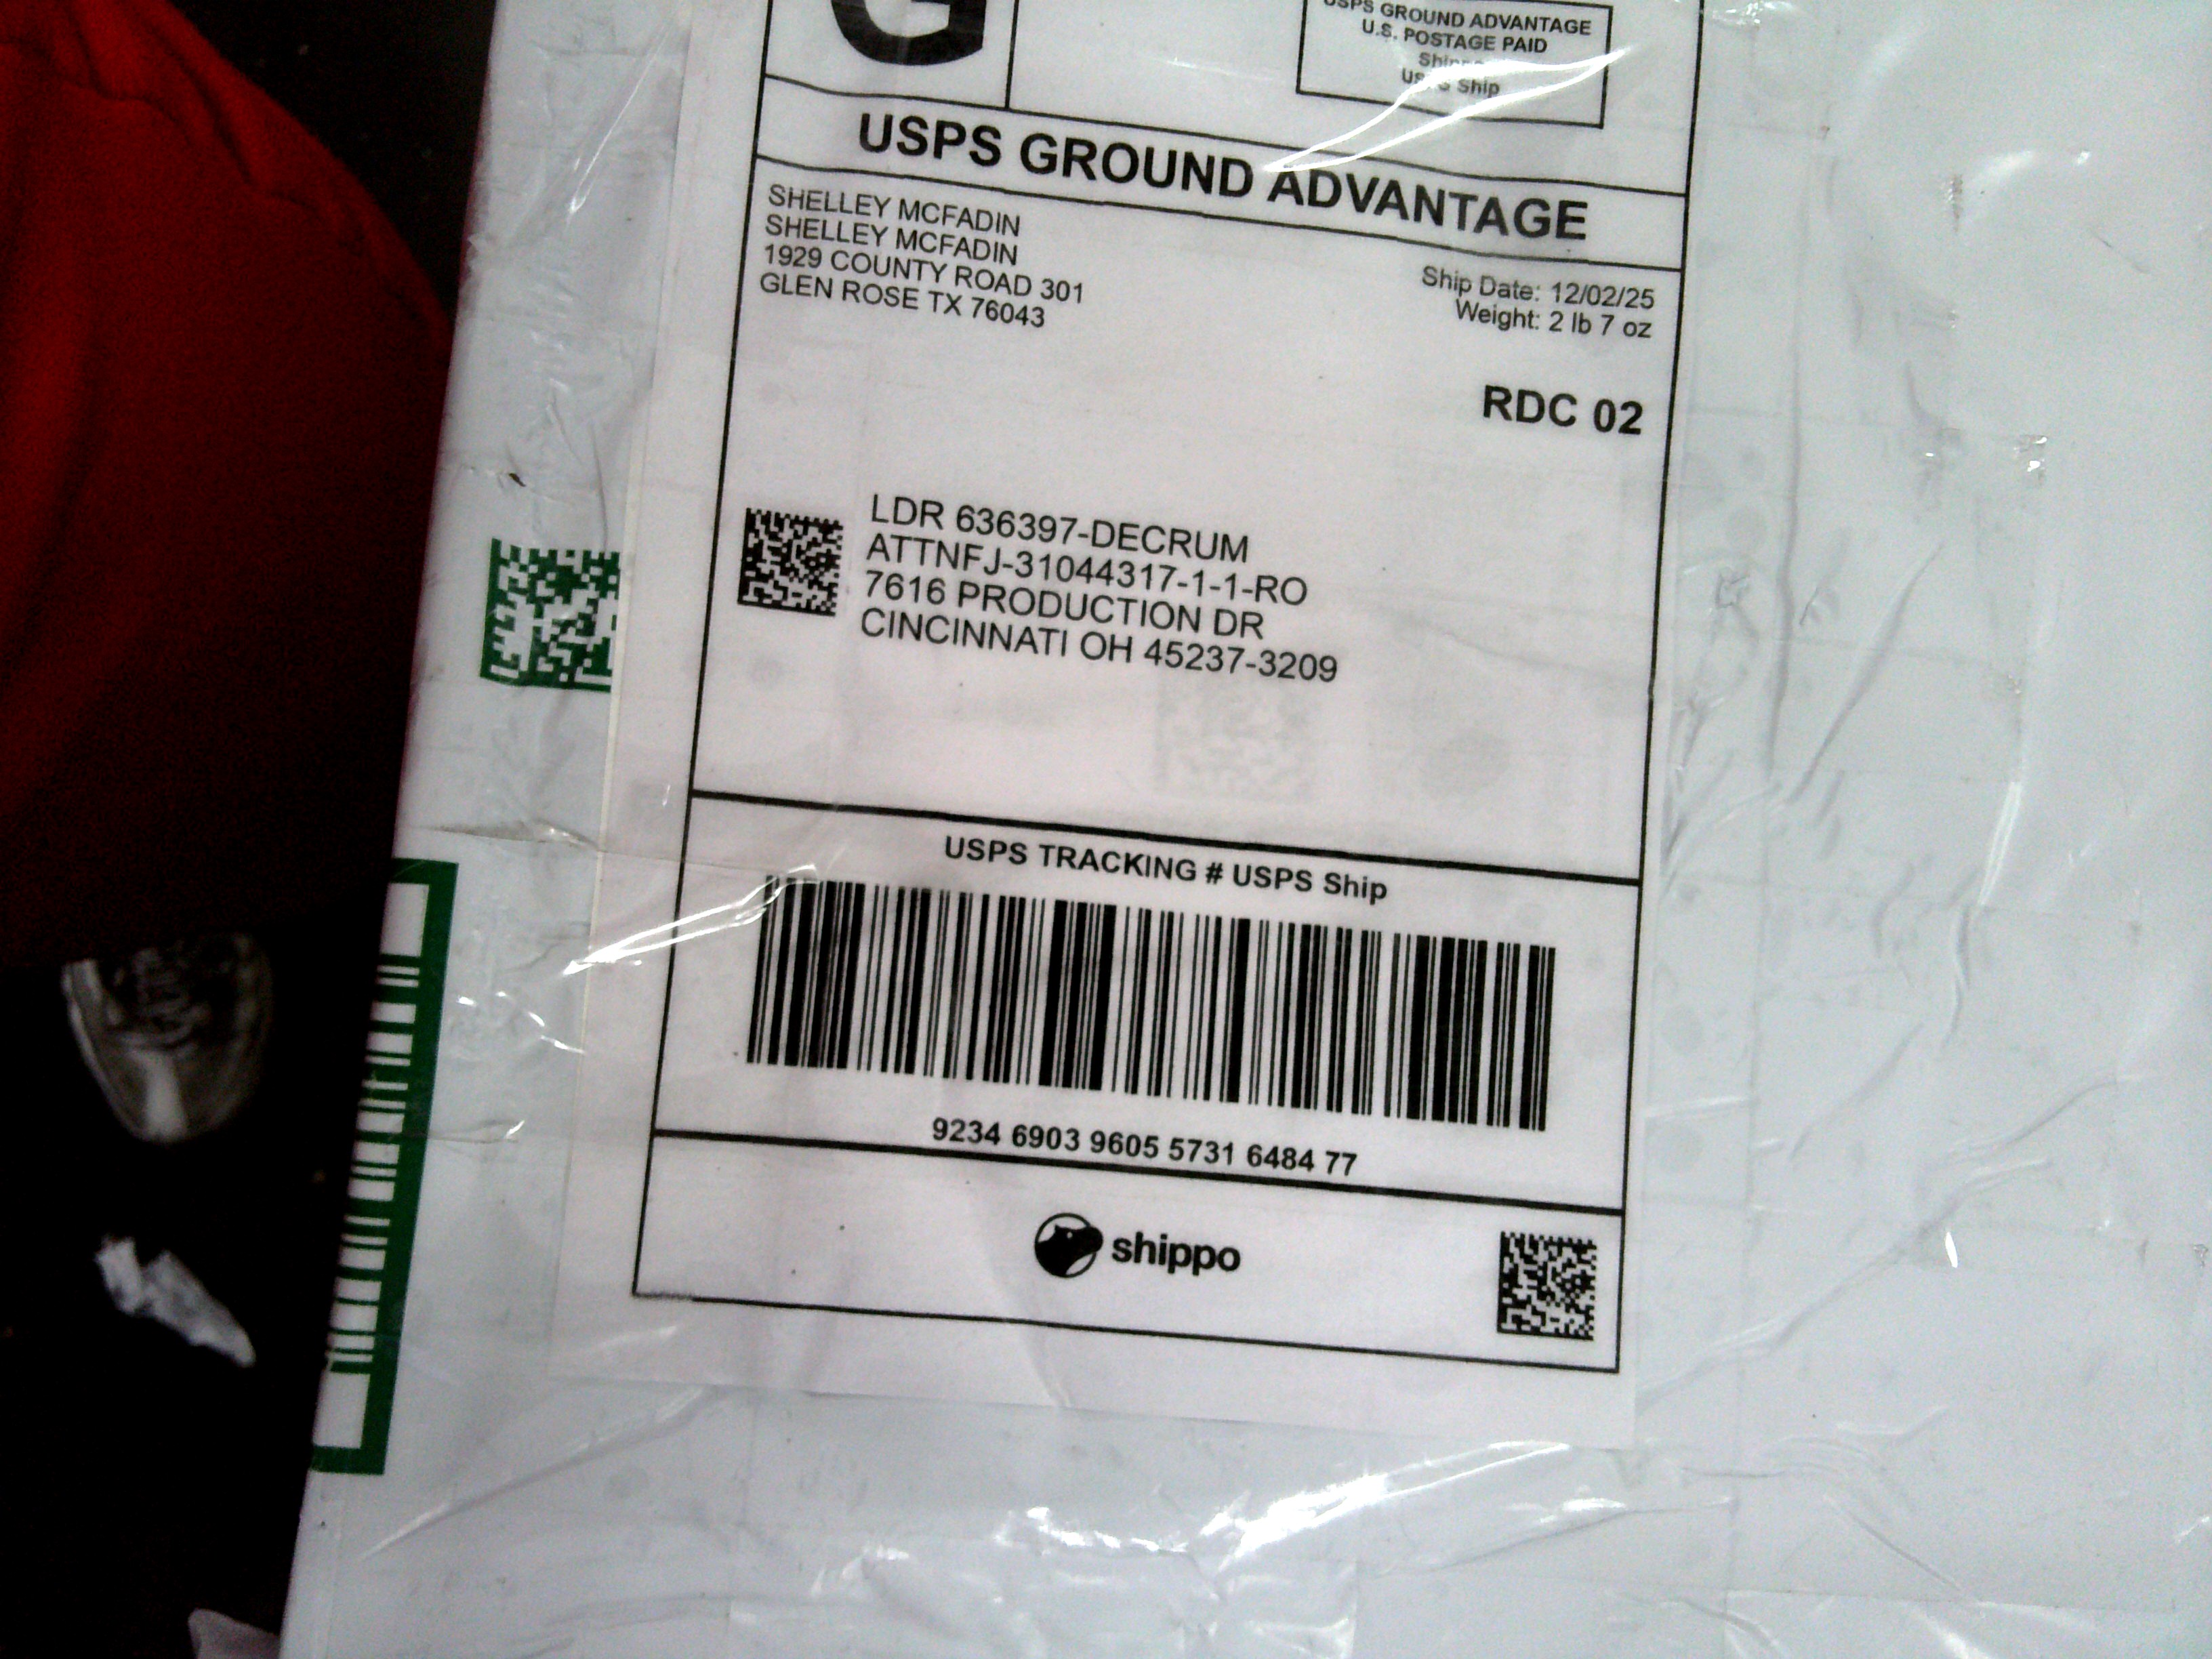 G
USPS GROUND ADVANTAGE
U.S. POSTAGE PAID
Shippo
USPS Ship
USPS GROUND ADVANTAGE
SHELLEY MCFADIN
SHELLEY MCFADIN
1929 COUNTY ROAD 301
GLEN ROSE TX 76043
Ship Date: 12/02/25
Weight: 2 lb 7 oz
RDC 02
LDR 636397-DECRUM
ATTNFJ-31044317-1-1-RO
7616 PRODUCTION DR
CINCINNATI OH 45237-3209
USPS TRACKING # USPS Ship
9234 6903 9605 5731 6484 77
shippo